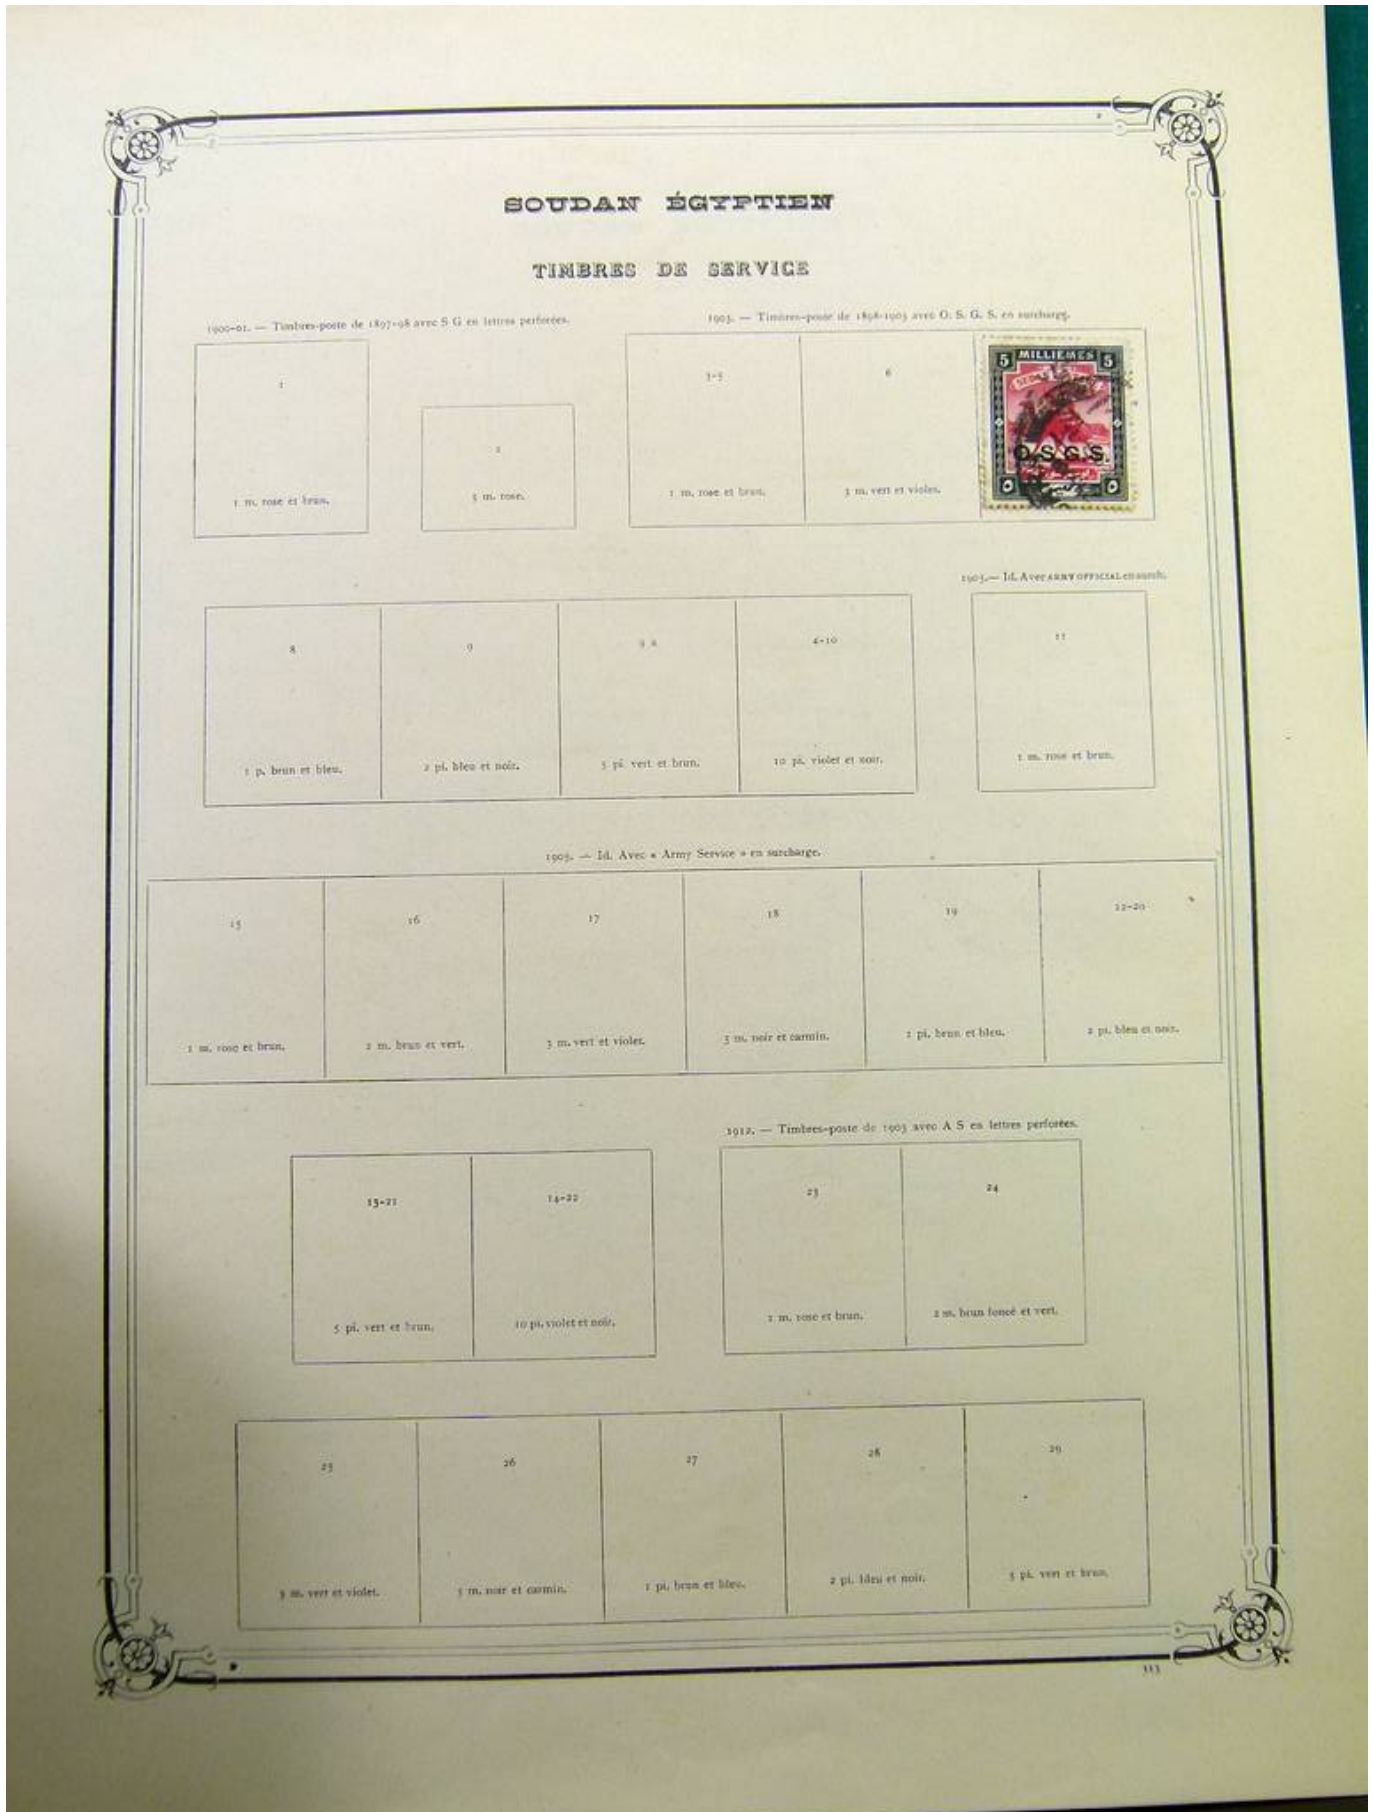 SOUDAN ÉGYPTIEN
TIMBRES DE SERVICE
1900-01. — Timbres-poste de 1897-98 avec S G en lettres perforées.
1
1 m. rose et brun.
2
5 m. rose.
1903. — Timbres-poste de 1898-1903 avec O. S. G. S. en surcharge.
3-5
1 m. rose et brun.
6
3 m. vert et violet.
5 MILLIEMES 5
O.S.G.S.
8
1 p. brun et bleu.
9
2 pi. bleu et noir.
9 a
5 pi. vert et brun.
4-10
10 pi. violet et noir.
1905.— Id. Avec ARMY OFFICIAL en surch.
11
1 m. rose et brun.
1905. — Id. Avec « Army Service » en surcharge.
15
1 m. rose et brun.
16
2 m. brun et vert.
17
3 m. vert et violet.
18
5 m. noir et carmin.
19
1 pi. brun et bleu.
12-20
2 pi. bleu et noir.
13-21
5 pi. vert et brun.
14-22
10 pi. violet et noir.
1912. — Timbres-poste de 1903 avec A S en lettres perforées.
23
1 m. rose et brun.
24
2 m. brun foncé et vert.
25
3 m. vert et violet.
26
5 m. noir et carmin.
27
1 pi. brun et bleu.
28
2 pi. bleu et noir.
29
5 pi. vert et brun.
113